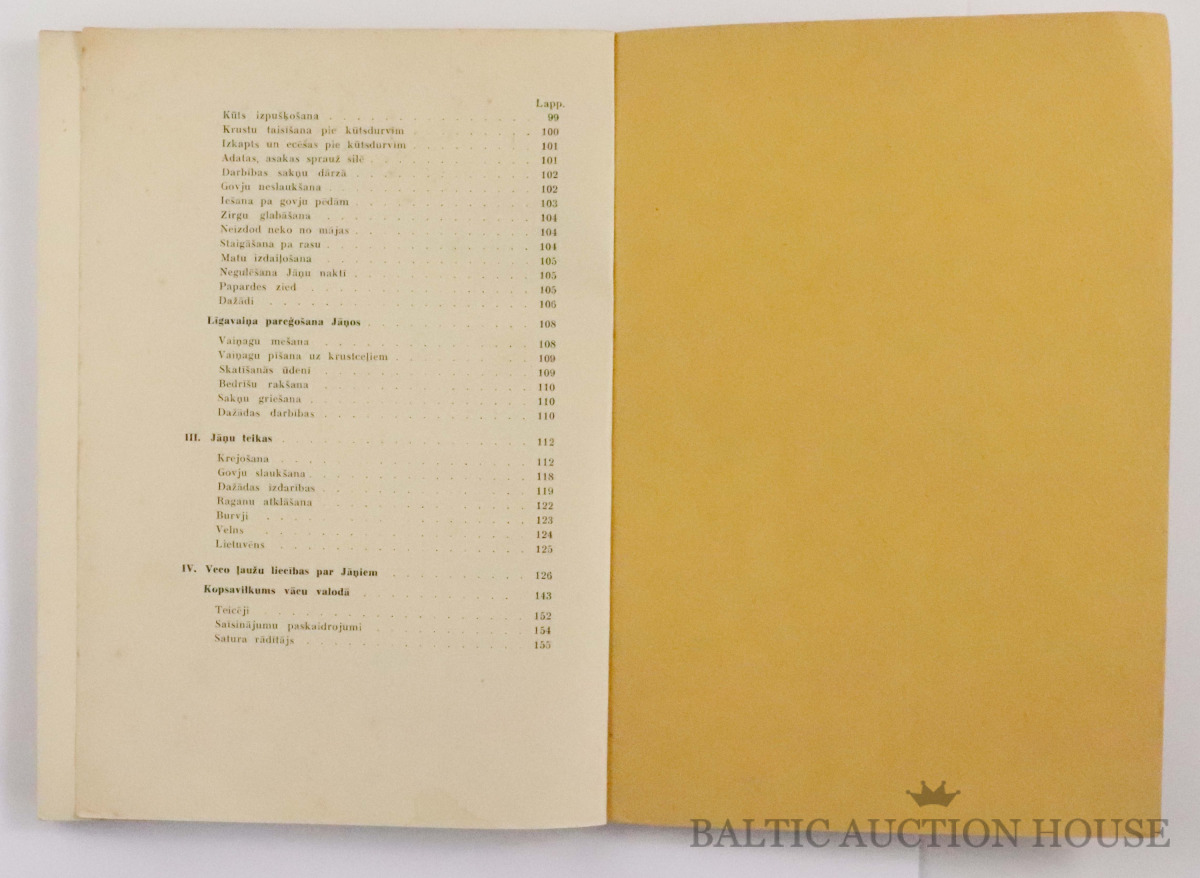 Lapp.
Kūts izpušķošana 99
Krustu taisīšana pie kūtsdurvīm 100
Izkapts un ecēšas pie kūtsdurvīm 101
Adatas, asakas sprauž silē 101
Darbības sakņu dārzā 102
Govju neslaukšana 102
Iešana pa govju pēdām 103
Zirgu glabāšana 104
Neizdod neko no mājas 104
Staigāšana pa rasu 104
Matu izdaiļošana 105
Negulēšana Jāņu naktī 105
Papardes zied 105
Dažādi 106
Līgavaiņa pareģošana Jāņos 108
Vaiņagu mešana 108
Vaiņagu pīšana uz krustceļiem 109
Skatīšanās ūdenī 109
Bedrīšu rakšana 110
Sakņu griešana 110
Dažādas darbības 110
III. Jāņu teikas 112
Krejošana 112
Govju slaukšana 118
Dažādas izdarības 119
Raganu atklāšana 122
Burvji 123
Velns 124
Lietuvēns 125
IV. Veco ļaužu liecības par Jāņiem 126
Kopsavilkums vācu valodā 143
Teicēji 152
Saīsinājumu paskaidrojumi 154
Satura rādītājs 155
BALTIC AUCTION HOUSE